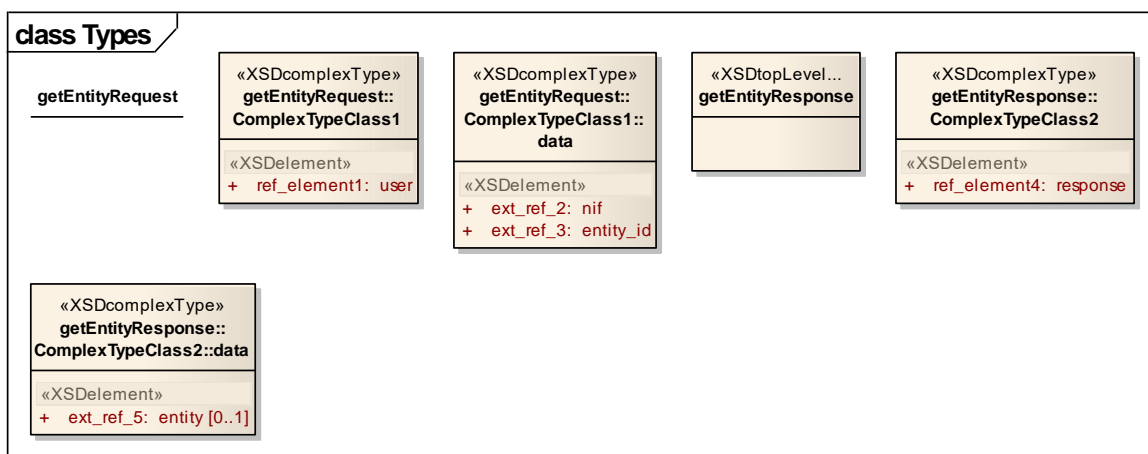 class Types
getEntityRequest
«XSDcomplexType»
getEntityRequest::
ComplexTypeClass1
«XSDelement»
+ ref_element1: user
«XSDcomplexType»
getEntityRequest::
ComplexTypeClass1::
data
«XSDelement»
+ ext_ref_2: nif
+ ext_ref_3: entity_id
«XSDtopLevel...
getEntityResponse
«XSDcomplexType»
getEntityResponse::
ComplexTypeClass2
«XSDelement»
+ ref_element4: response
«XSDcomplexType»
getEntityResponse::
ComplexTypeClass2::data
«XSDelement»
+ ext_ref_5: entity [0..1]